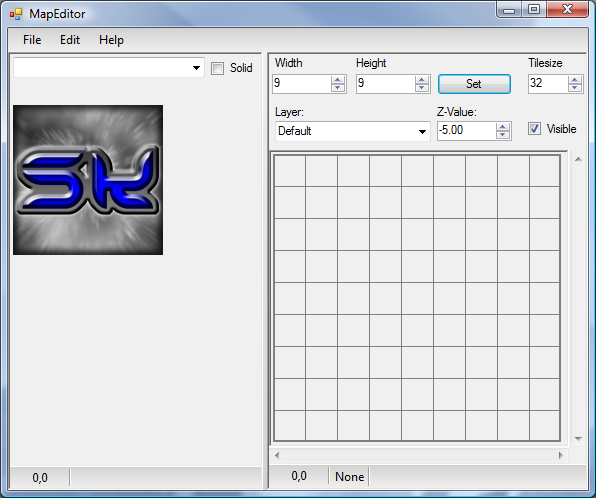 MapEditor
File Edit Help
Solid
Width Height Tilesize
9 9 Set 32
Layer: Z-Value:
Default -5.00 Visible
SK
0,0
0,0 None